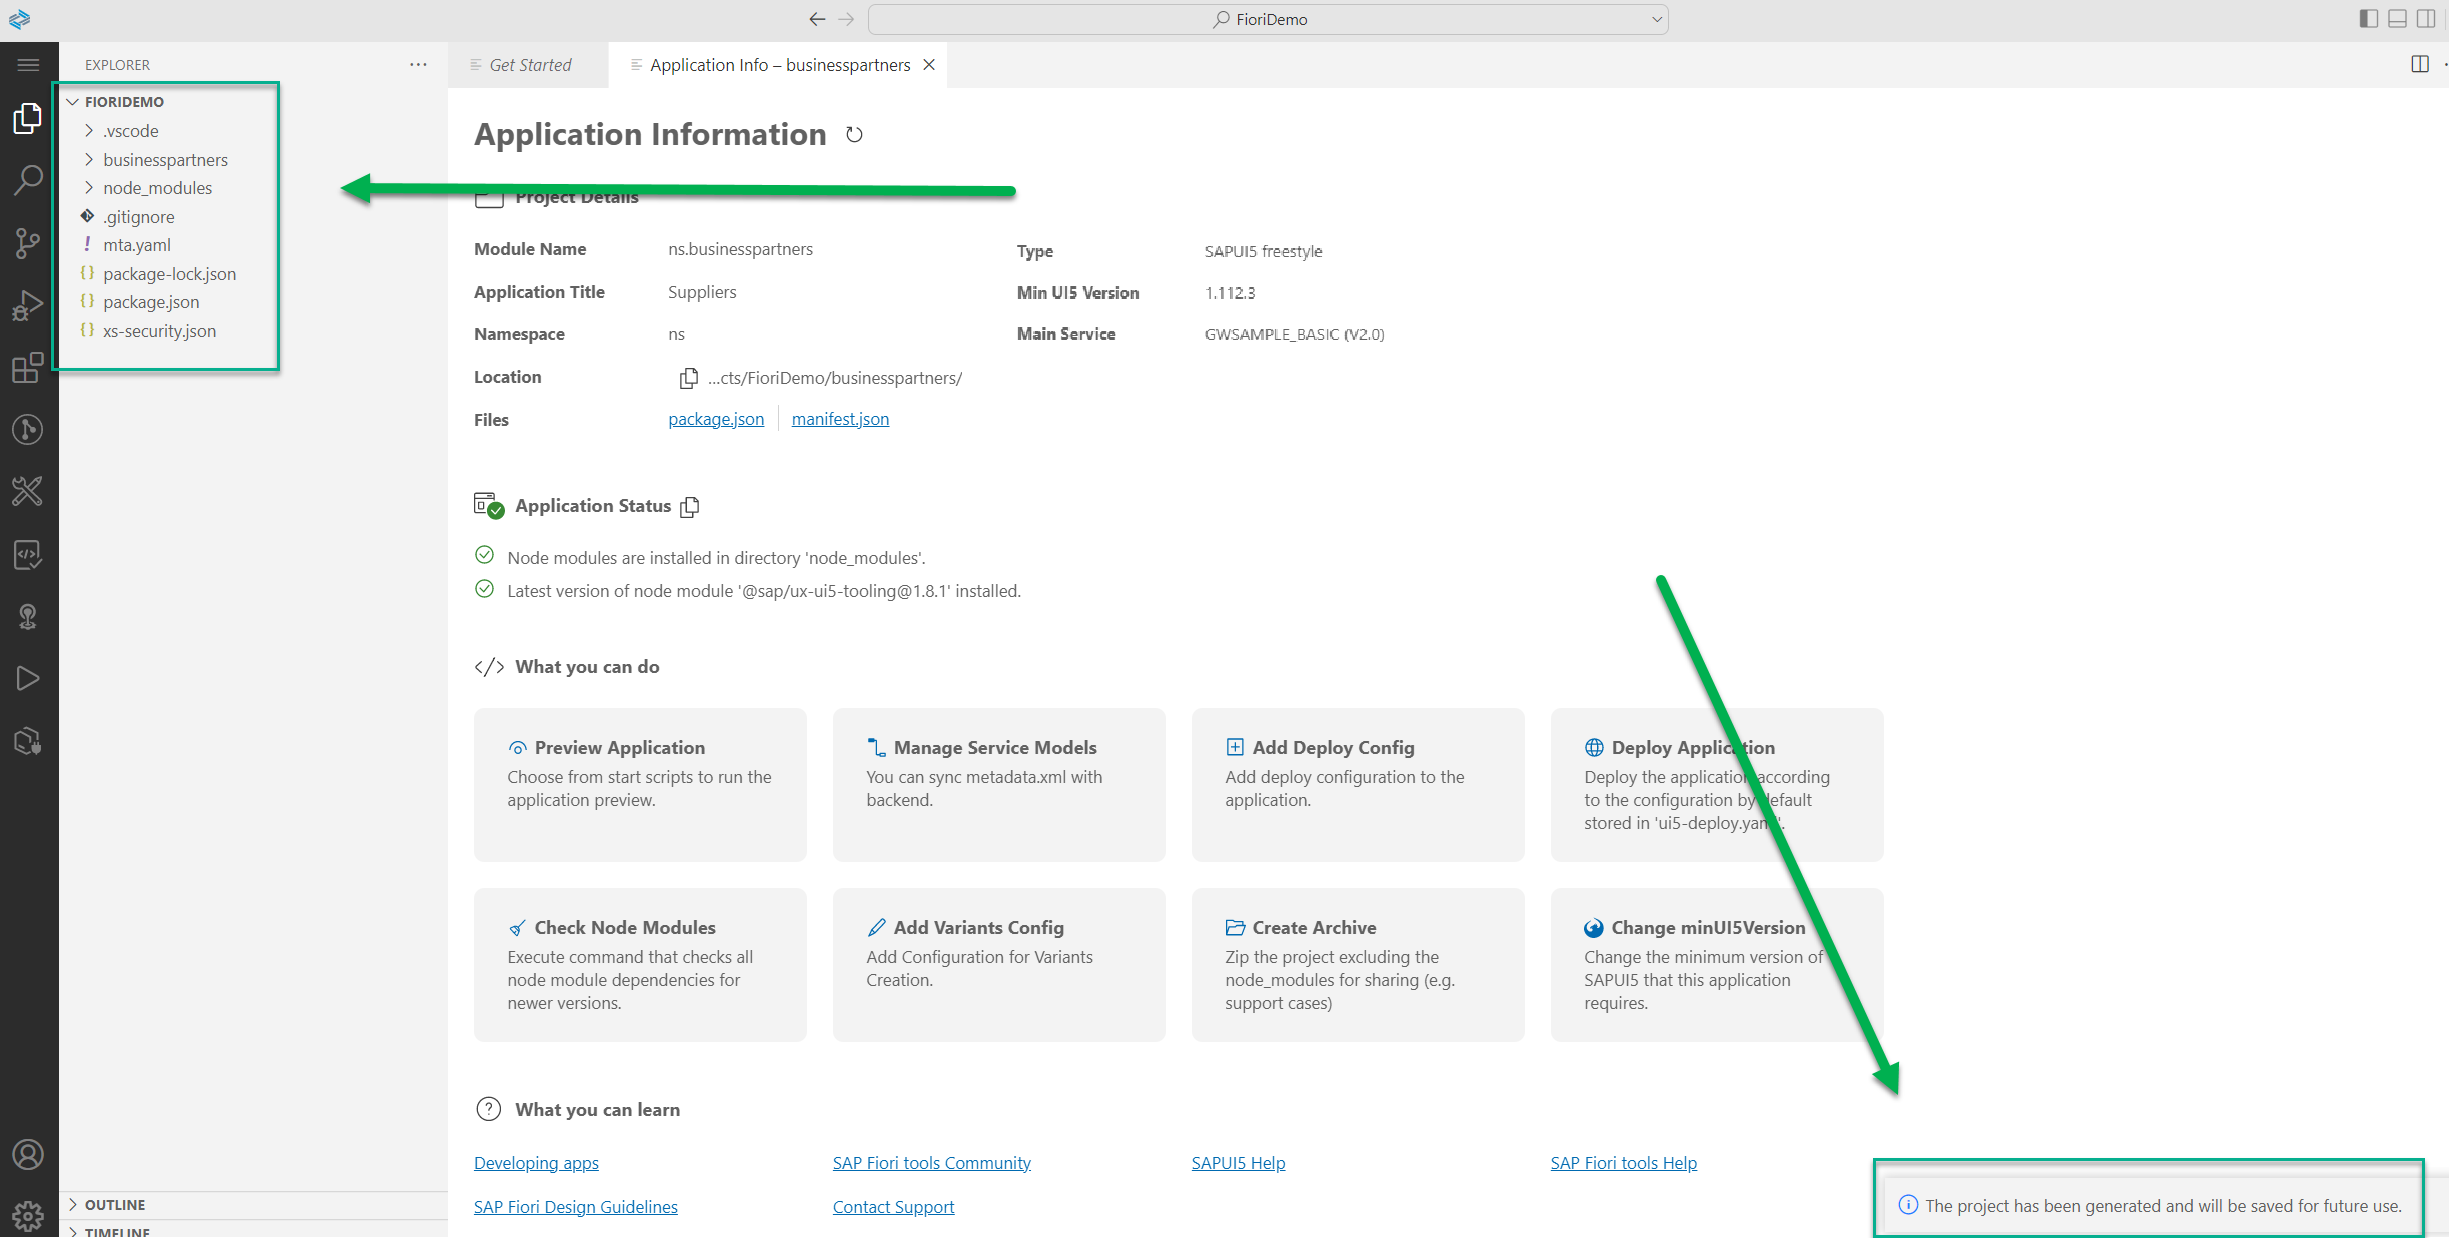 FioriDemo
EXPLORER
Get Started
Application Info – businesspartners
FIORIDEMO
.vscode
businesspartners
node_modules
.gitignore
mta.yaml
package-lock.json
package.json
xs-security.json
OUTLINE
TIMELINE
Application Information
Project Details
Module Name ns.businesspartners
Type SAPUI5 freestyle
Application Title Suppliers
Min UI5 Version 1.112.3
Namespace ns
Main Service GWSAMPLE_BASIC (V2.0)
Location ...cts/FioriDemo/businesspartners/
Files package.json manifest.json
Application Status
Node modules are installed in directory 'node_modules'.
Latest version of node module '@sap/ux-ui5-tooling@1.8.1' installed.
</> What you can do
Preview Application
Choose from start scripts to run the
application preview.
Manage Service Models
You can sync metadata.xml with
backend.
Add Deploy Config
Add deploy configuration to the
application.
Deploy Application
Deploy the application according
to the configuration by default
stored in 'ui5-deploy.yaml'.
Check Node Modules
Execute command that checks all
node module dependencies for
newer versions.
Add Variants Config
Add Configuration for Variants
Creation.
Create Archive
Zip the project excluding the
node_modules for sharing (e.g.
support cases)
Change minUI5Version
Change the minimum version of
SAPUI5 that this application
requires.
What you can learn
Developing apps
SAP Fiori tools Community
SAPUI5 Help
SAP Fiori tools Help
SAP Fiori Design Guidelines
Contact Support
The project has been generated and will be saved for future use.